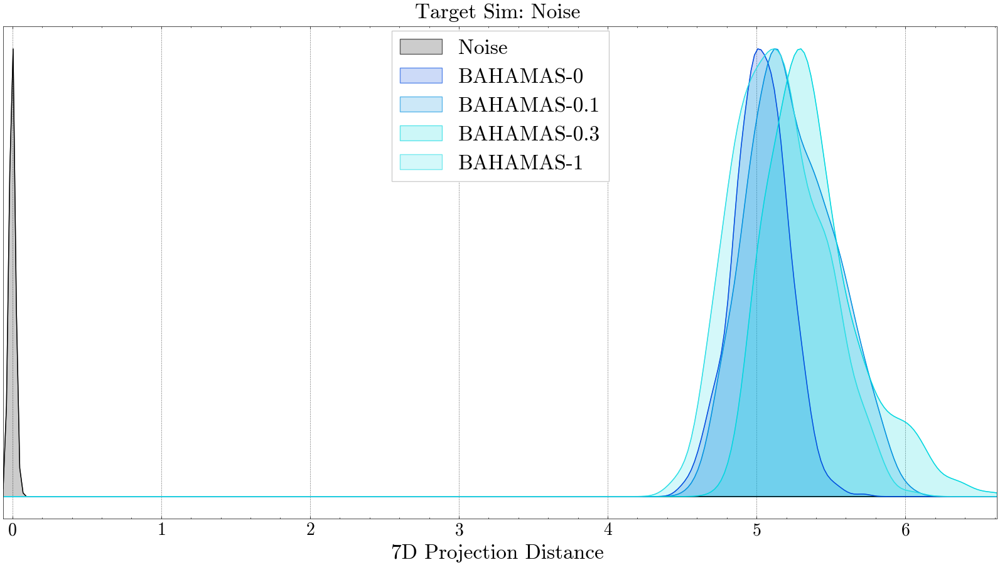 Target Sim: Noise
Noise
BAHAMAS-0
BAHAMAS-0.1
BAHAMAS-0.3
BAHAMAS-1
0 1 2 3 4 5 6
7D Projection Distance